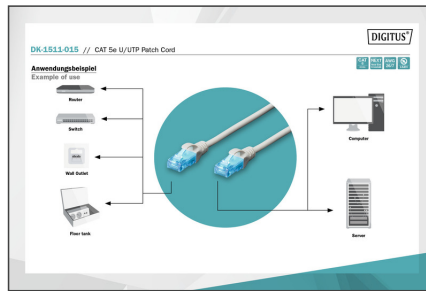 DIGITUS®
DK-1511-015 // CAT 5e U/UTP Patch Cord
Anwendungsbeispiel
Example of use
Router
Switch
Wall Outlet
Floor tank
Computer
Server